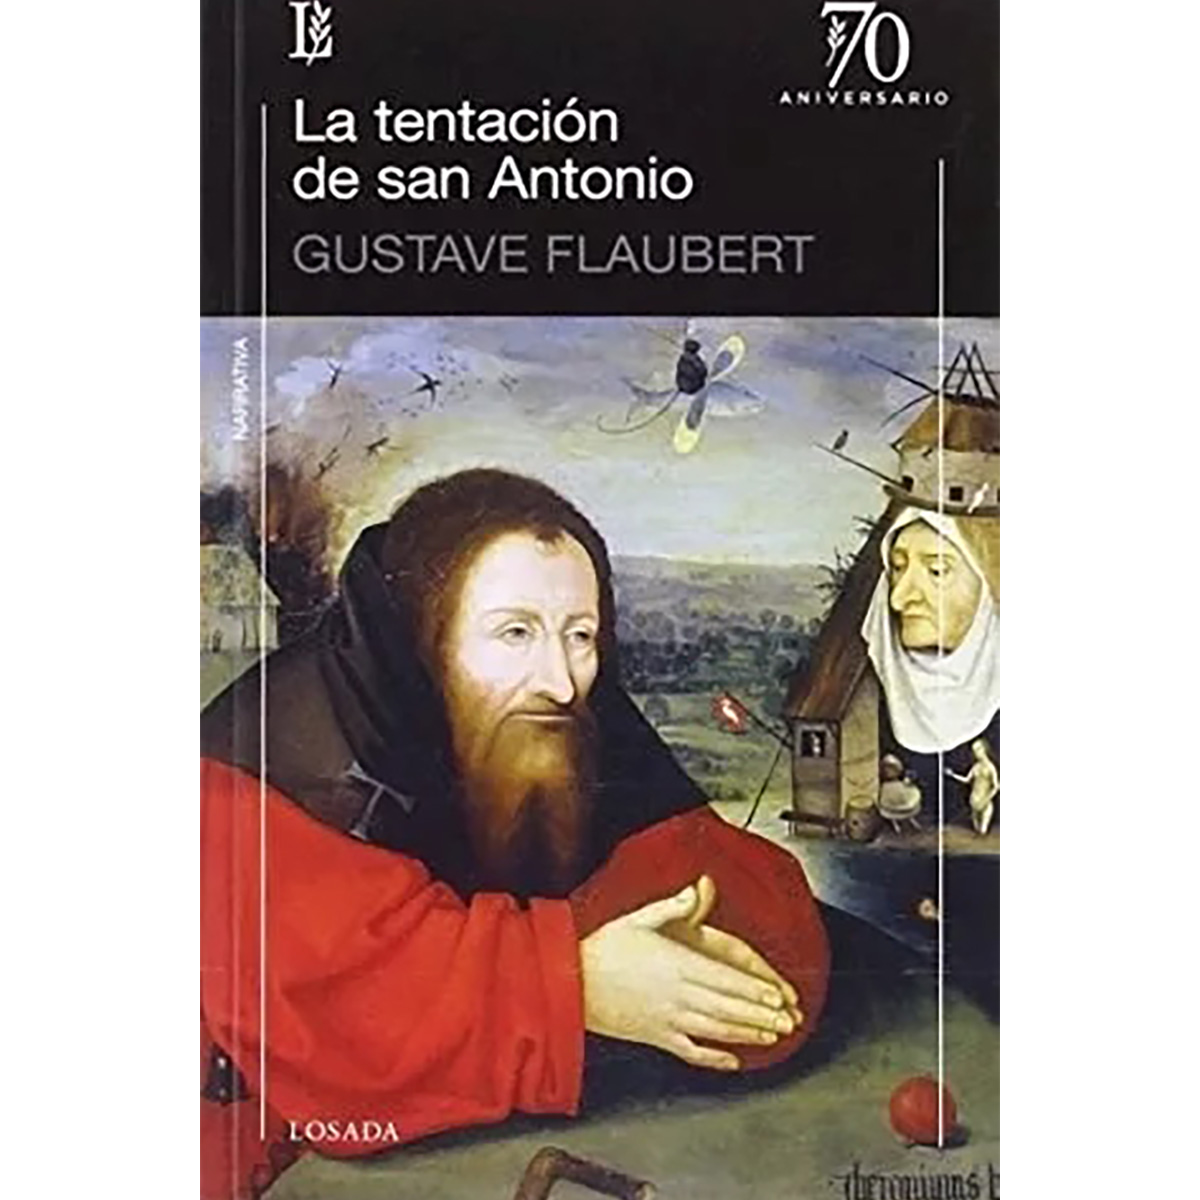 70
ANIVERSARIO
La tentación
de san Antonio
GUSTAVE FLAUBERT
NARRATIVA
LOSADA